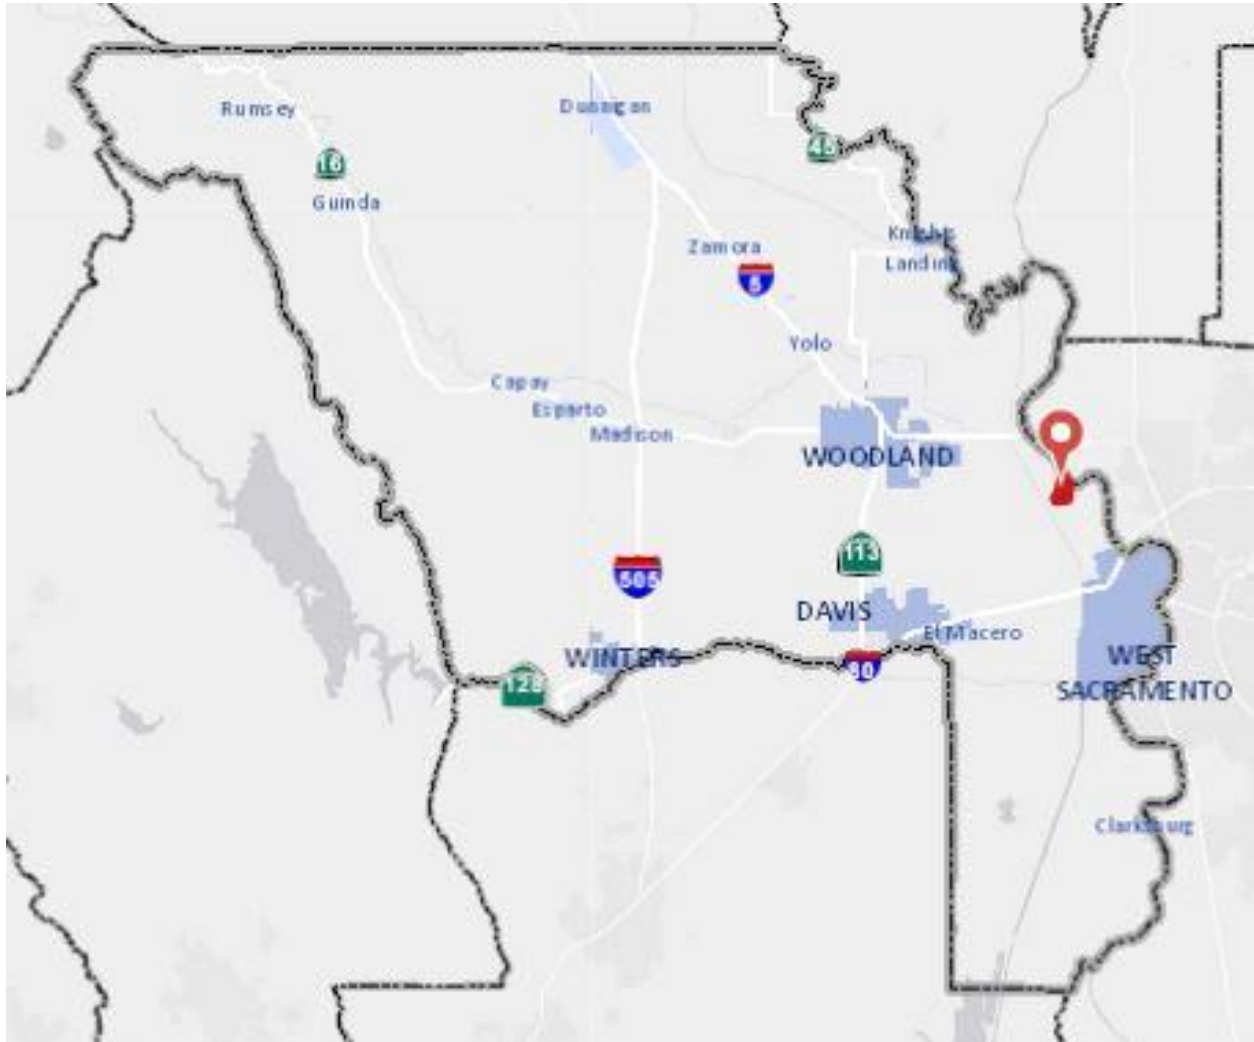 Rumsey
Dunnigan
16
45
Guinda
Knights
Landing
Zamora
5
Yolo
Capay
Esparto
Madison
WOODLAND
113
505
DAVIS
El Macero
WINTERS
80
WEST
SACRAMENTO
128
Clarksburg